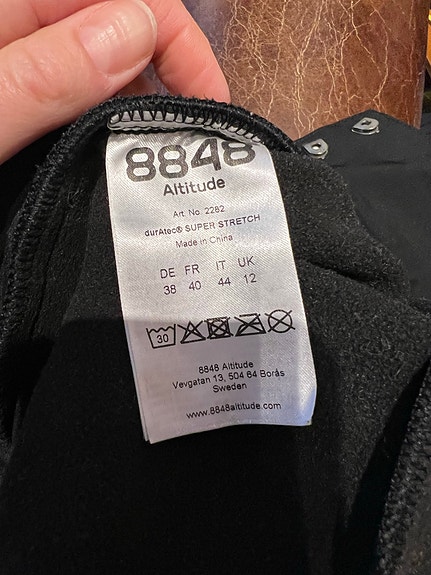 8848
Altitude
Art. No. 2282
durAtec® SUPER STRETCH
Made in China
DE FR IT UK
38 40 44 12
30
8848 Altitude
Vevgatan 13, 504 64 Borås
Sweden
www.8848altitude.com